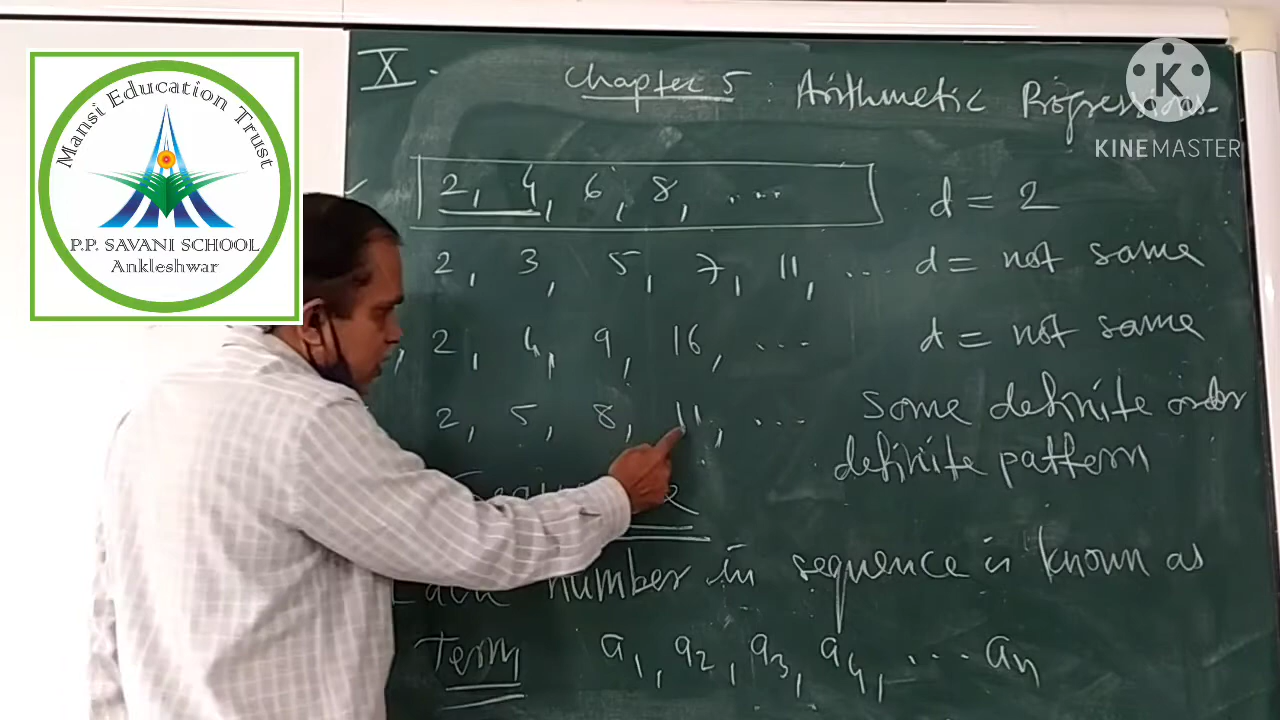 Mansi Education Trust
P.P. SAVANI SCHOOL
Ankleshwar
K
KINEMASTER
X.
Chapter 5 : Arithmetic Progressions.
2, 4, 6, 8, .... d = 2
2, 3, 5, 7, 11, ... d = not same
, 2, 4, 9, 16, ... d = not same
2, 5, 8, 11, ... Some definite order
definite pattern
Each number in sequence is known as
Term a1, a2, a3, a4, ... an